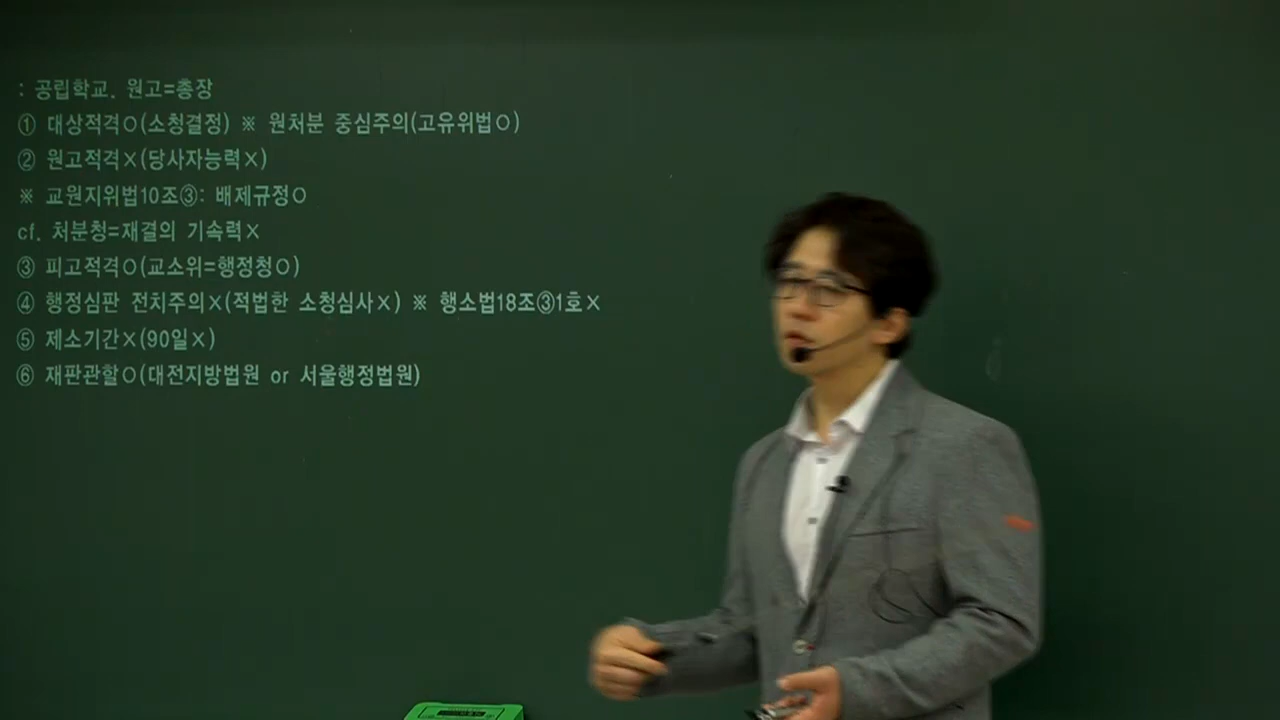 : 공립학교. 원고=총장
① 대상적격○(소청결정) ※ 원처분 중심주의(고유위법○)
② 원고적격×(당사자능력×)
※ 교원지위법10조③: 배제규정○
cf. 처분청=재결의 기속력×
③ 피고적격○(교소위=행정청○)
④ 행정심판 전치주의×(적법한 소청심사×) ※ 행소법18조③1호×
⑤ 제소기간×(90일×)
⑥ 재판관할○(대전지방법원 or 서울행정법원)